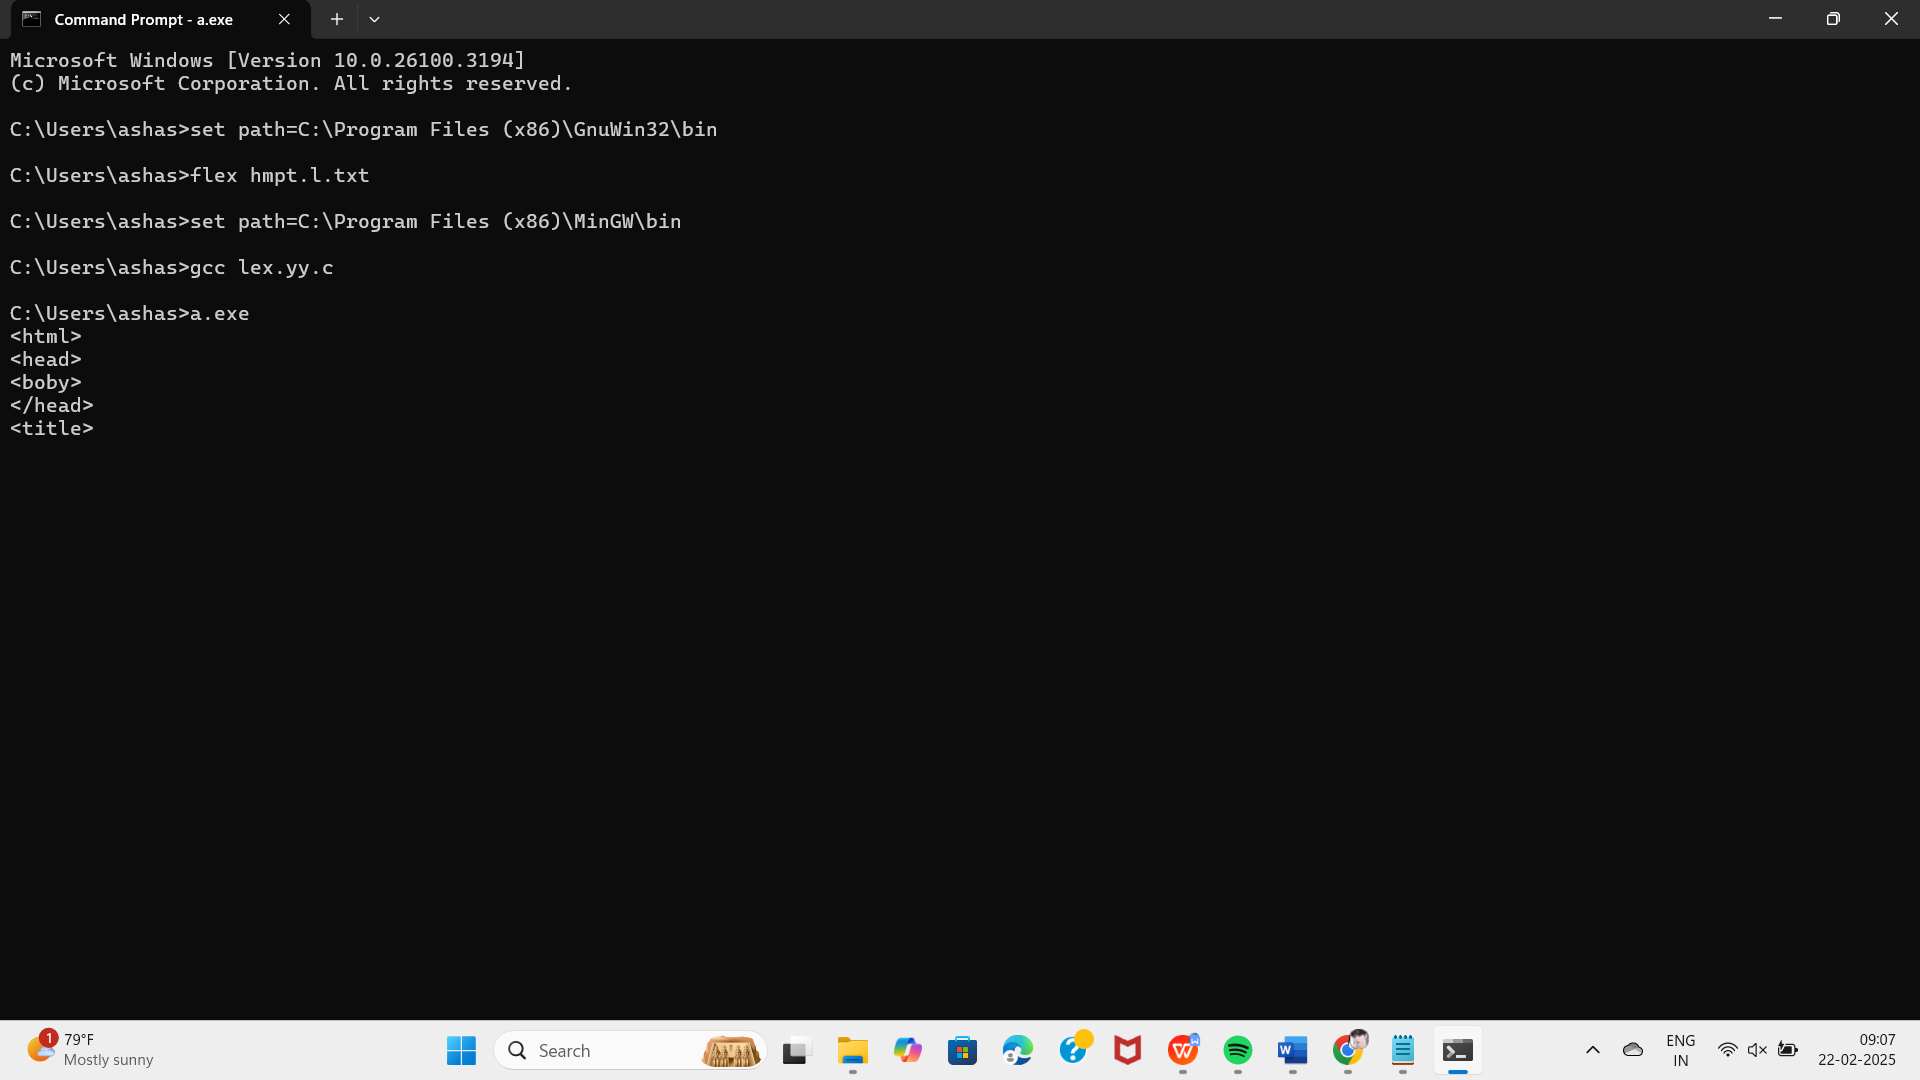 Command Prompt - a.exe
Microsoft Windows [Version 10.0.26100.3194]
(c) Microsoft Corporation. All rights reserved.
C:\Users\ashas>set path=C:\Program Files (x86)\GnuWin32\bin
C:\Users\ashas>flex hmpt.l.txt
C:\Users\ashas>set path=C:\Program Files (x86)\MinGW\bin
C:\Users\ashas>gcc lex.yy.c
C:\Users\ashas>a.exe
<html>
<head>
<boby>
</head>
<title>
1
79°F
Mostly sunny
Search
ENG
IN
09:07
22-02-2025